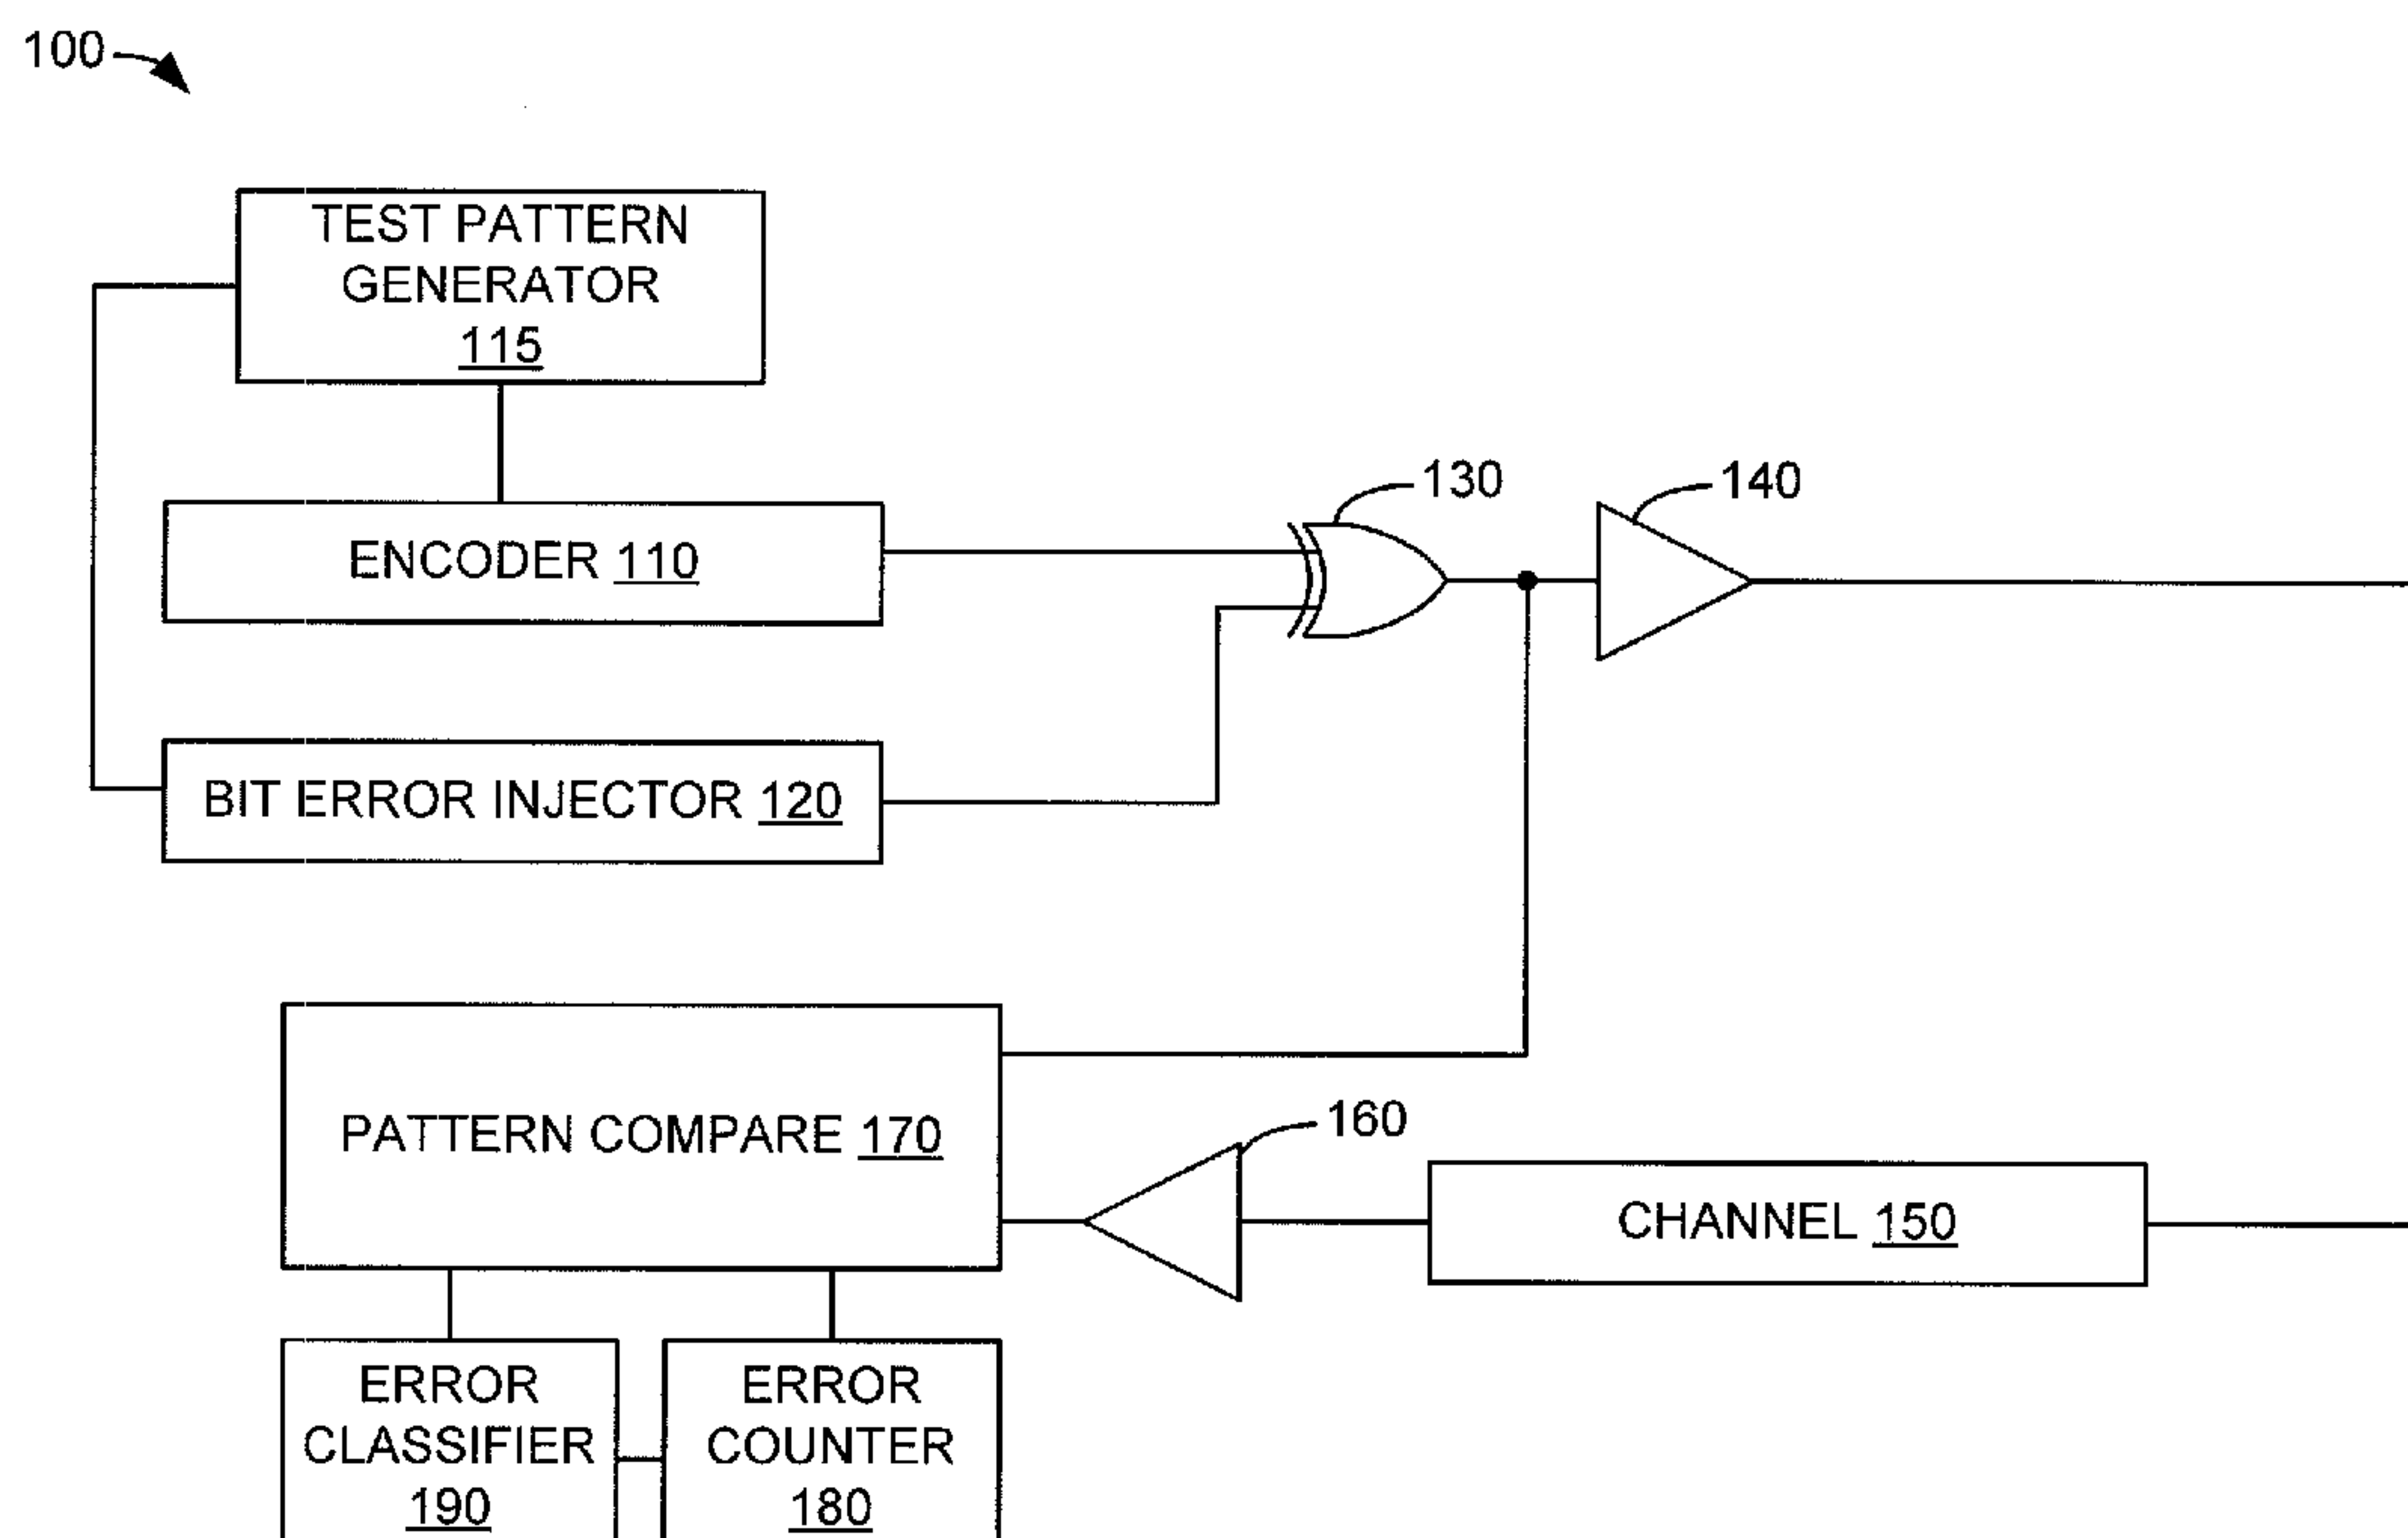 100
TEST PATTERN
GENERATOR
115
130
140
ENCODER 110
BIT ERROR INJECTOR 120
PATTERN COMPARE 170
160
CHANNEL 150
ERROR
CLASSIFIER
190
ERROR
COUNTER
180